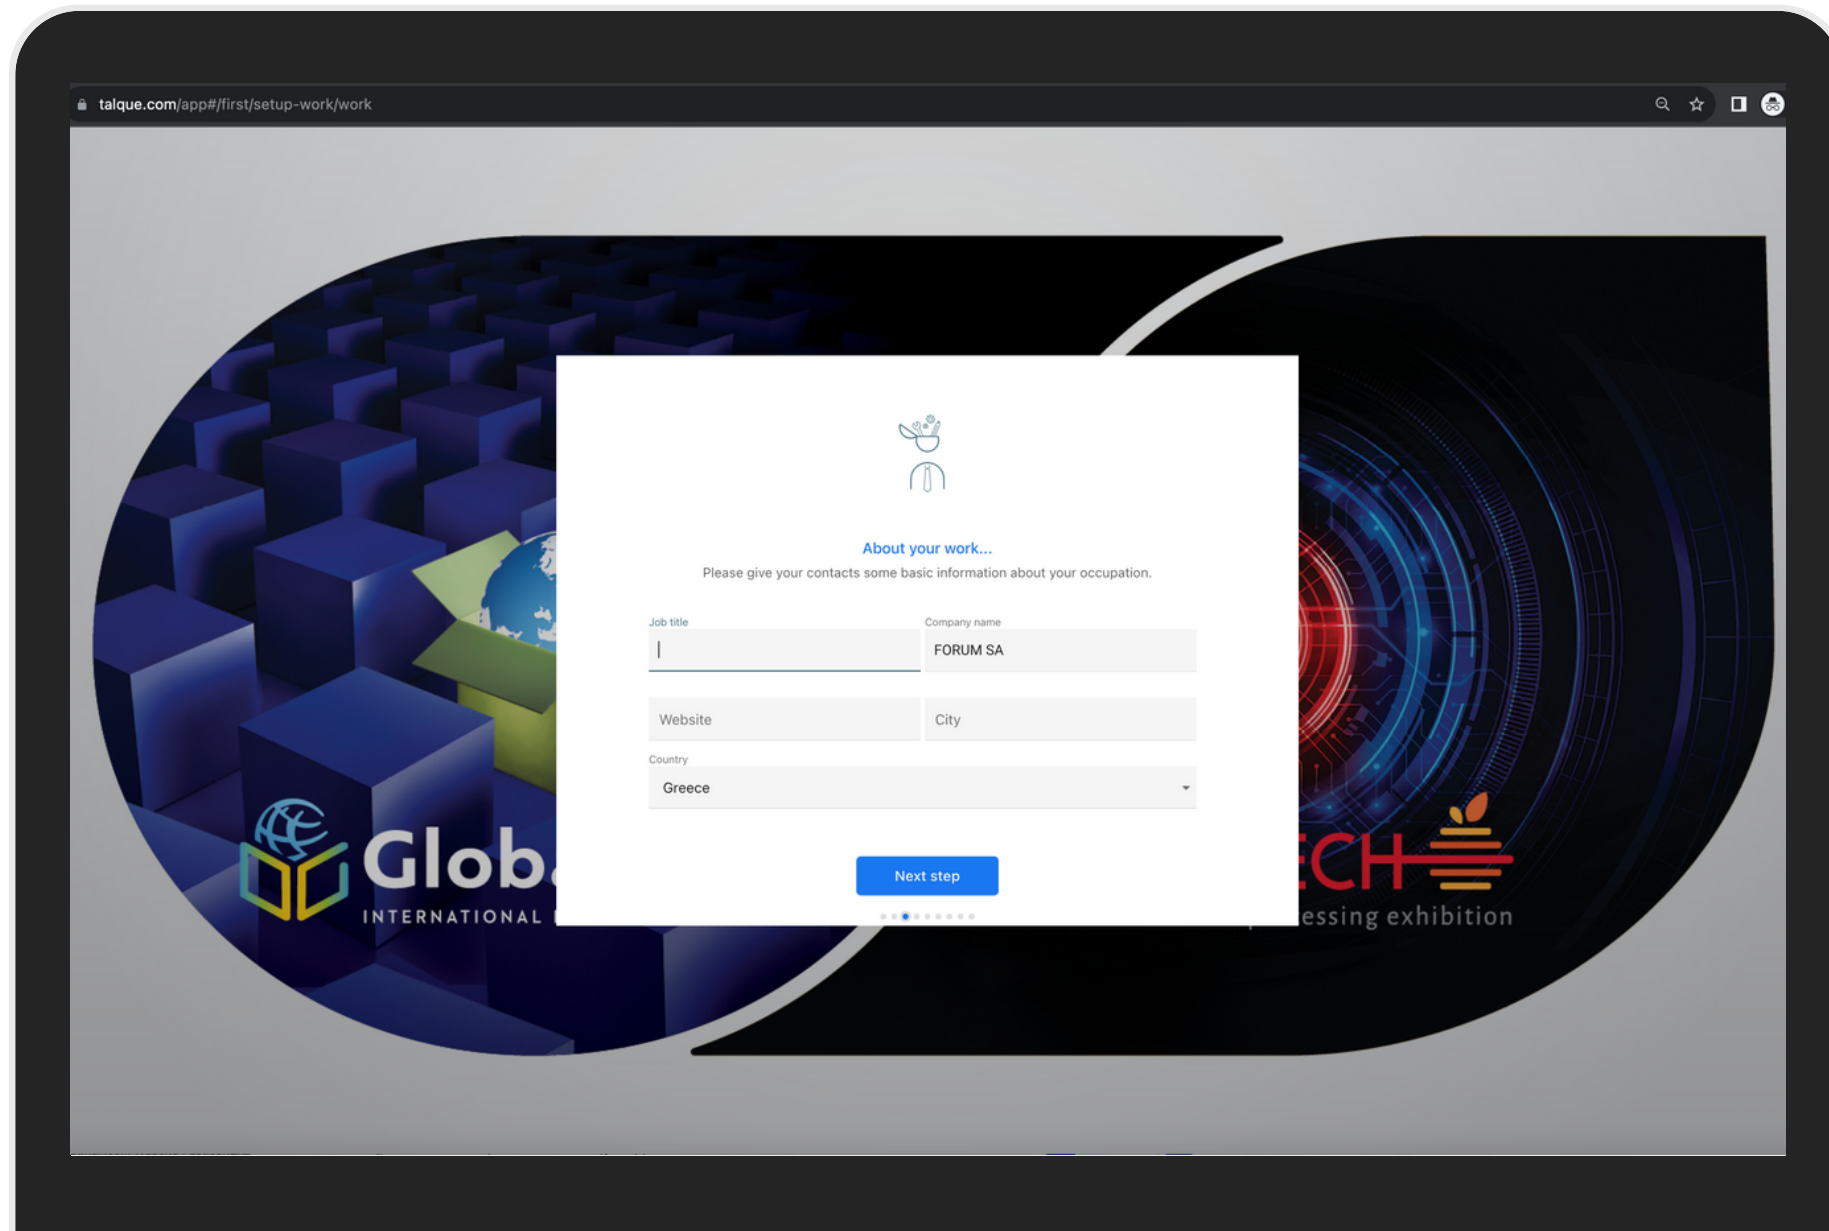 talque.com/app#/first/setup-work/work
About your work...
Please give your contacts some basic information about your occupation.
Job title
Company name
FORUM SA
Website
City
Country
Greece
Next step
Glob
ECH
INTERNATIONAL
essing exhibition